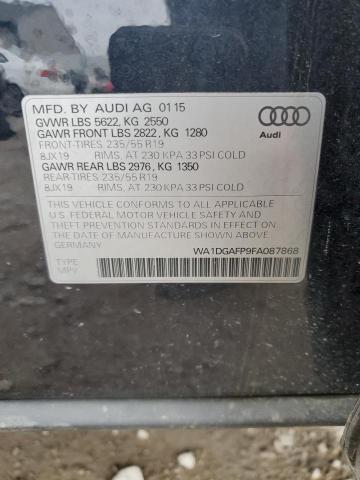 MFD. BY AUDI AG 01 15
GVWR LBS 5622, KG 2550
GAWR FRONT LBS 2822, KG 1280
FRONT-TIRES 235/55 R19
8JX19 RIMS, AT 230 KPA 33 PSI COLD
GAWR REAR LBS 2976, KG 1350
REAR-TIRES 235/55 R19
8JX19 RIMS, AT 230 KPA 33 PSI COLD
Audi
THIS VEHICLE CONFORMS TO ALL APPLICABLE
U.S. FEDERAL MOTOR VEHICLE SAFETY AND
THEFT PREVENTION STANDARDS IN EFFECT
ON THE DATE OF MANUFACTURE SHOWN ABOVE.
GERMANY
WA1DGAFP9FA087868
TYPE:
MPV